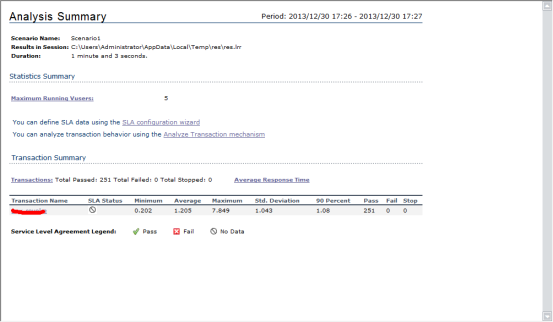 Analysis Summary
Period: 2013/12/30 17:26 - 2013/12/30 17:27
Scenario Name: Scenario1
Results in Session: C:\Users\Administrator\AppData\Local\Temp\res\res.lrr
Duration: 1 minute and 3 seconds.
Statistics Summary
Maximum Running Vusers: 5
You can define SLA data using the SLA configuration wizard
You can analyze transaction behavior using the Analyze Transaction mechanism
Transaction Summary
Transactions: Total Passed: 251 Total Failed: 0 Total Stopped: 0 Average Response Time
Transaction Name SLA Status Minimum Average Maximum Std. Deviation 90 Percent Pass Fail Stop
0.202 1.205 7.849 1.043 1.08 251 0 0
Service Level Agreement Legend: Pass Fail No Data